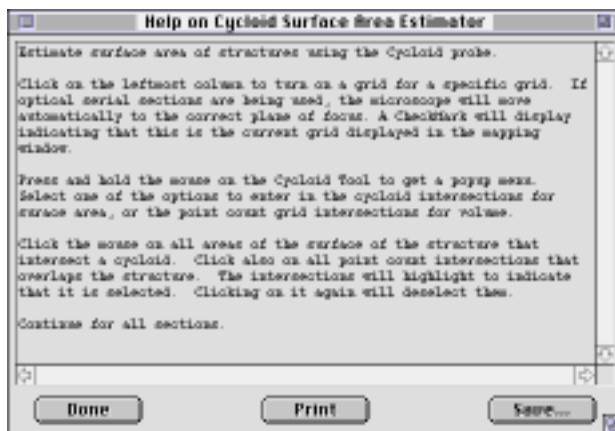 Help on Cycloid Surface Area Estimator
Estimate surface area of structures using the Cycloid probe.
Click on the leftmost column to turn on a grid for a specific grid. If
optical serial sections are being used, the microscope will move
automatically to the correct plane of focus. A CheckMark will display
indicating that this is the current grid displayed in the mapping
window.
Press and hold the mouse on the Cycloid Tool to get a popup menu.
Select one of the options to enter in the cycloid intersections for
surace area, or the point count grid intersections for volume.
Click the mouse on all areas of the surface of the structure that
intersect a cycloid. Click also on all point count intersections that
overlaps the structure. The intersections will highlight to indicate
that it is selected. Clicking on it again will deselect them.
Continue for all sections.
Done Print Save...